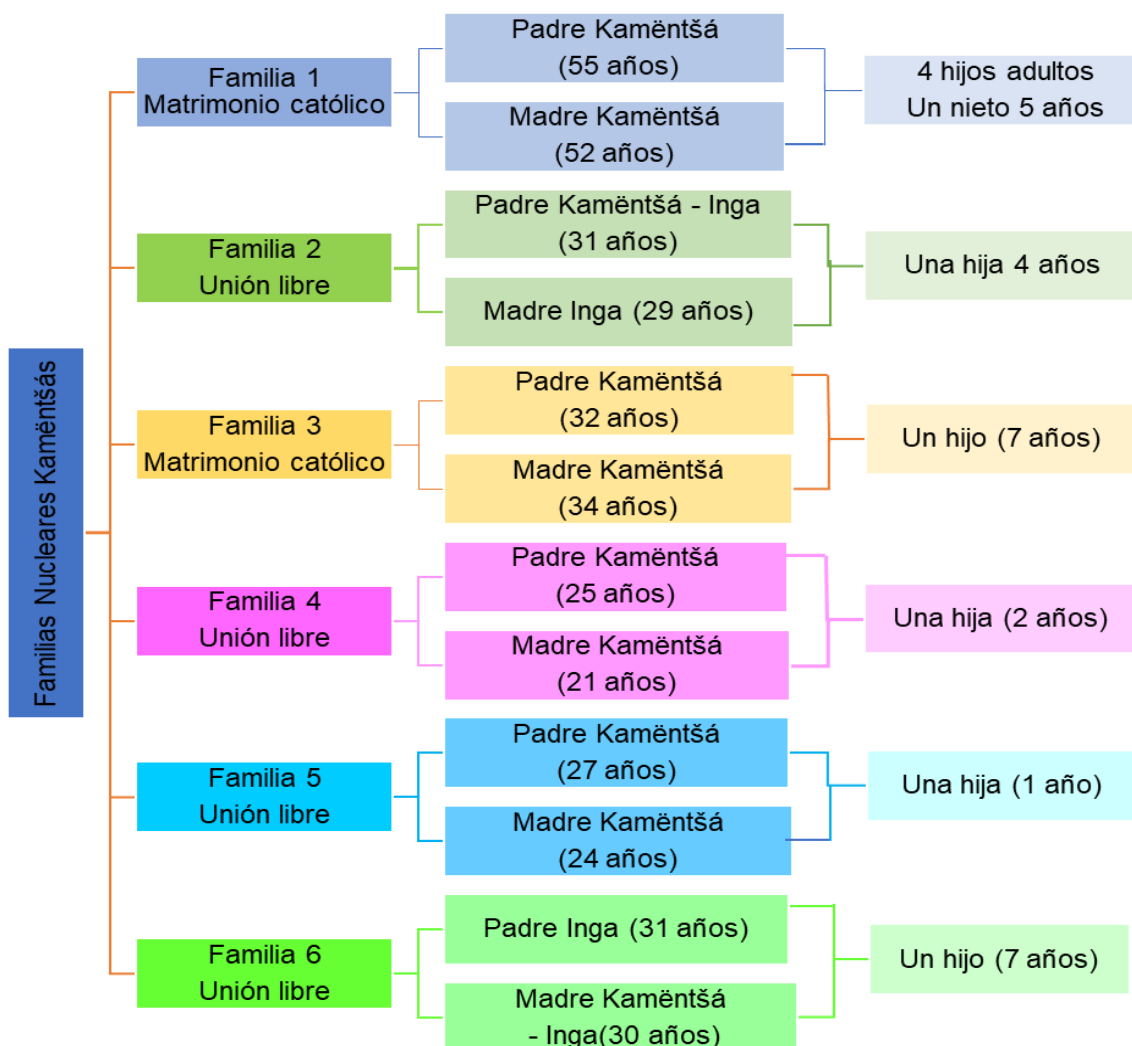 Familias Nucleares Kamëntšás
Familia 1
Matrimonio católico
Padre Kamëntšá
(55 años)
Madre Kamëntšá
(52 años)
4 hijos adultos
Un nieto 5 años
Familia 2
Unión libre
Padre Kamëntšá - Inga
(31 años)
Madre Inga (29 años)
Una hija 4 años
Familia 3
Matrimonio católico
Padre Kamëntšá
(32 años)
Madre Kamëntšá
(34 años)
Un hijo (7 años)
Familia 4
Unión libre
Padre Kamëntšá
(25 años)
Madre Kamëntšá
(21 años)
Una hija (2 años)
Familia 5
Unión libre
Padre Kamëntšá
(27 años)
Madre Kamëntšá
(24 años)
Una hija (1 año)
Familia 6
Unión libre
Padre Inga (31 años)
Madre Kamëntšá
- Inga(30 años)
Un hijo (7 años)